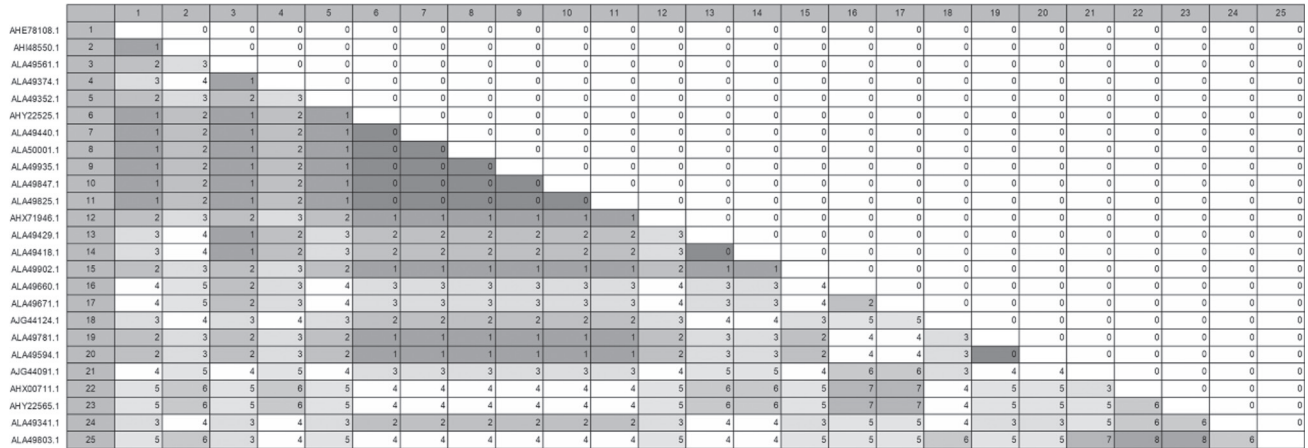 1 2 3 4 5 6 7 8 9 10 11 12 13 14 15 16 17 18 19 20 21 22 23 24 25
AHE78108.1 1 0 0 0 0 0 0 0 0 0 0 0 0 0 0 0 0 0 0 0 0 0 0 0 0
AHI48550.1 2 1 0 0 0 0 0 0 0 0 0 0 0 0 0 0 0 0 0 0 0 0 0 0 0
ALA49561.1 3 2 3 0 0 0 0 0 0 0 0 0 0 0 0 0 0 0 0 0 0 0 0 0 0
ALA49374.1 4 3 4 1 0 0 0 0 0 0 0 0 0 0 0 0 0 0 0 0 0 0 0 0 0
ALA49352.1 5 2 3 2 3 0 0 0 0 0 0 0 0 0 0 0 0 0 0 0 0 0 0 0 0
AHY22525.1 6 1 2 1 2 1 0 0 0 0 0 0 0 0 0 0 0 0 0 0 0 0 0 0 0
ALA49440.1 7 1 2 1 2 1 0 0 0 0 0 0 0 0 0 0 0 0 0 0 0 0 0 0 0
ALA50001.1 8 1 2 1 2 1 0 0 0 0 0 0 0 0 0 0 0 0 0 0 0 0 0 0 0
ALA49935.1 9 1 2 1 2 1 0 0 0 0 0 0 0 0 0 0 0 0 0 0 0 0 0 0 0
ALA49847.1 10 1 2 1 2 1 0 0 0 0 0 0 0 0 0 0 0 0 0 0 0 0 0 0 0
ALA49825.1 11 1 2 1 2 1 0 0 0 0 0 0 0 0 0 0 0 0 0 0 0 0 0 0 0
AHX71946.1 12 2 3 2 3 2 1 1 1 1 1 1 0 0 0 0 0 0 0 0 0 0 0 0 0
ALA49429.1 13 3 4 1 2 3 2 2 2 2 2 2 3 0 0 0 0 0 0 0 0 0 0 0 0
ALA49418.1 14 3 4 1 2 3 2 2 2 2 2 2 3 0 0 0 0 0 0 0 0 0 0 0 0
ALA49902.1 15 2 3 2 3 2 1 1 1 1 1 1 2 1 1 0 0 0 0 0 0 0 0 0 0
ALA49660.1 16 4 5 2 3 4 3 3 3 3 3 3 4 3 3 4 0 0 0 0 0 0 0 0 0
ALA49671.1 17 4 5 2 3 4 3 3 3 3 3 3 4 3 3 4 2 0 0 0 0 0 0 0 0
AJG44124.1 18 3 4 3 4 3 2 2 2 2 2 2 3 4 4 3 5 5 0 0 0 0 0 0 0
ALA49781.1 19 2 3 2 3 2 1 1 1 1 1 1 2 3 3 2 4 4 3 0 0 0 0 0 0
ALA49594.1 20 2 3 2 3 2 1 1 1 1 1 1 2 3 3 2 4 4 3 0 0 0 0 0 0
AJG44091.1 21 4 5 4 5 4 3 3 3 3 3 3 4 5 5 4 6 6 3 4 4 0 0 0 0
AHX00711.1 22 5 6 5 6 5 4 4 4 4 4 4 5 6 6 5 7 7 4 5 5 3 0 0 0
AHY22565.1 23 5 6 5 6 5 4 4 4 4 4 4 5 6 6 5 7 7 4 5 5 5 6 0 0
ALA49341.1 24 3 4 3 4 3 2 2 2 2 2 2 3 4 4 3 5 5 4 3 3 5 6 6 0
ALA49803.1 25 5 6 3 4 5 4 4 4 4 4 4 5 4 4 5 5 5 6 5 5 7 8 8 6